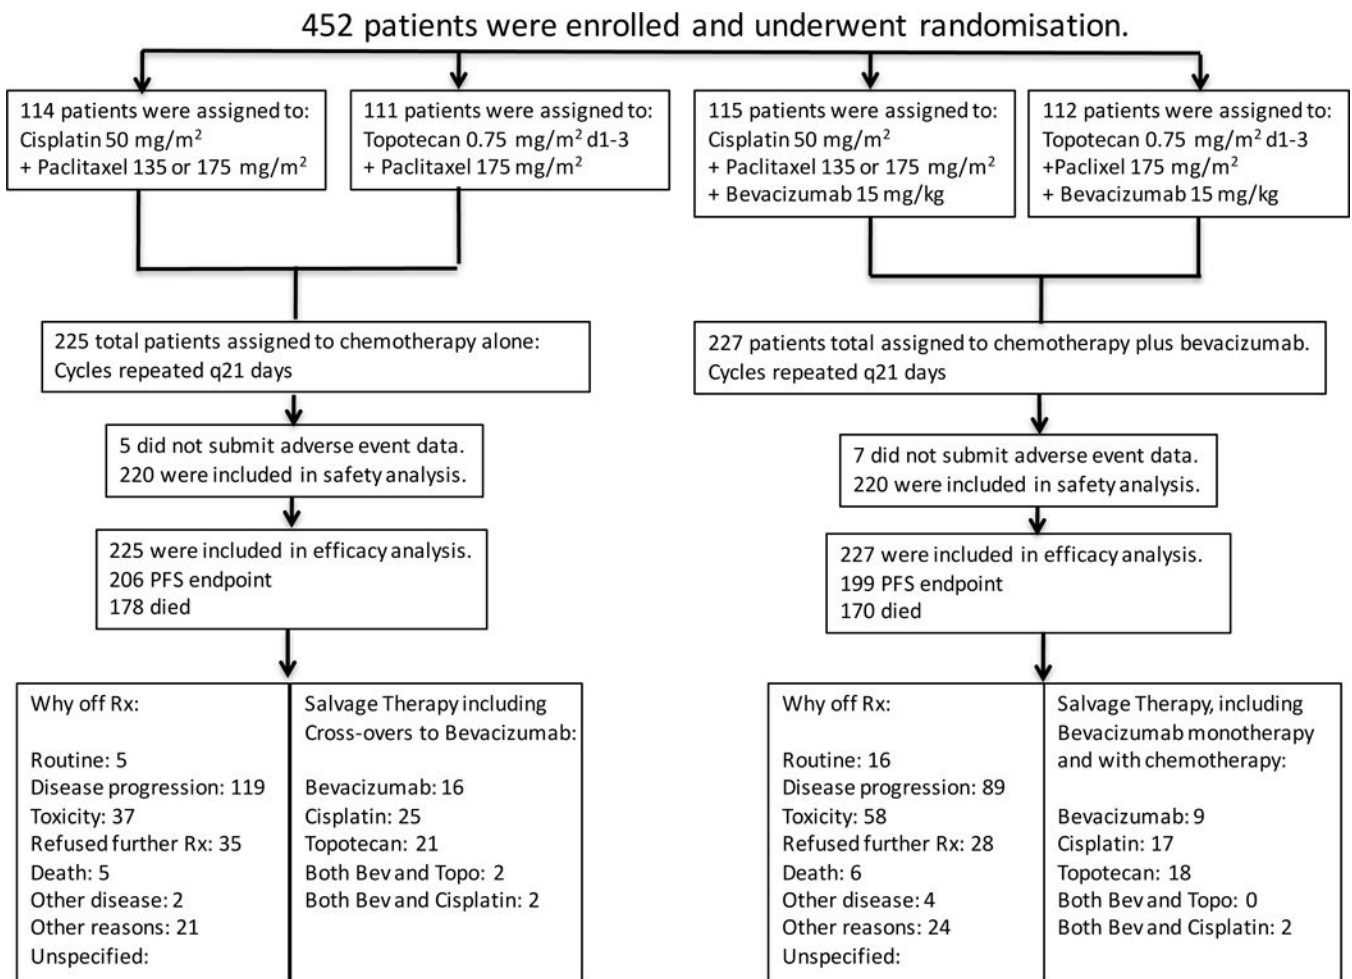 452 patients were enrolled and underwent randomisation.
114 patients were assigned to:
Cisplatin 50 mg/m²
+ Paclitaxel 135 or 175 mg/m²
111 patients were assigned to:
Topotecan 0.75 mg/m² d1-3
+ Paclitaxel 175 mg/m²
115 patients were assigned to:
Cisplatin 50 mg/m²
+ Paclitaxel 135 or 175 mg/m²
+ Bevacizumab 15 mg/kg
112 patients were assigned to:
Topotecan 0.75 mg/m² d1-3
+Paclixel 175 mg/m²
+ Bevacizumab 15 mg/kg
225 total patients assigned to chemotherapy alone:
Cycles repeated q21 days
227 patients total assigned to chemotherapy plus bevacizumab.
Cycles repeated q21 days
5 did not submit adverse event data.
220 were included in safety analysis.
7 did not submit adverse event data.
220 were included in safety analysis.
225 were included in efficacy analysis.
206 PFS endpoint
178 died
227 were included in efficacy analysis.
199 PFS endpoint
170 died
Why off Rx:
Routine: 5
Disease progression: 119
Toxicity: 37
Refused further Rx: 35
Death: 5
Other disease: 2
Other reasons: 21
Unspecified:
Salvage Therapy including
Cross-overs to Bevacizumab:
Bevacizumab: 16
Cisplatin: 25
Topotecan: 21
Both Bev and Topo: 2
Both Bev and Cisplatin: 2
Why off Rx:
Routine: 16
Disease progression: 89
Toxicity: 58
Refused further Rx: 28
Death: 6
Other disease: 4
Other reasons: 24
Unspecified:
Salvage Therapy, including
Bevacizumab monotherapy
and with chemotherapy:
Bevacizumab: 9
Cisplatin: 17
Topotecan: 18
Both Bev and Topo: 0
Both Bev and Cisplatin: 2